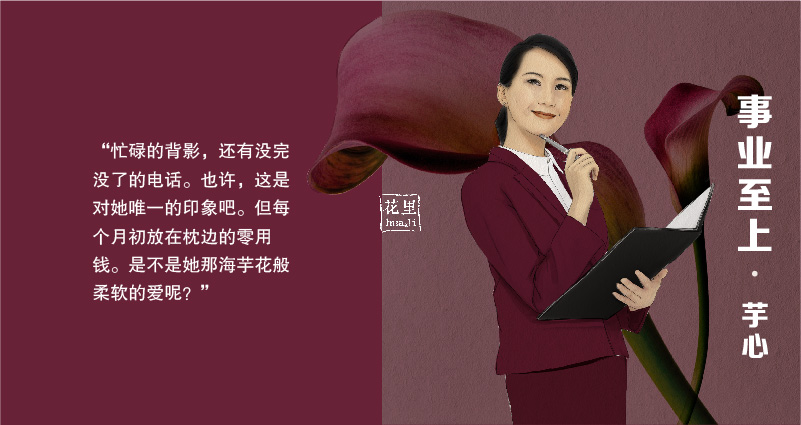 “忙碌的背影，还有没完
没了的电话。也许，这是
对她唯一的印象吧。但每
个月初放在枕边的零用
钱。是不是她那海芋花般
柔软的爱呢？”
花里
huali
事业至上·芋心